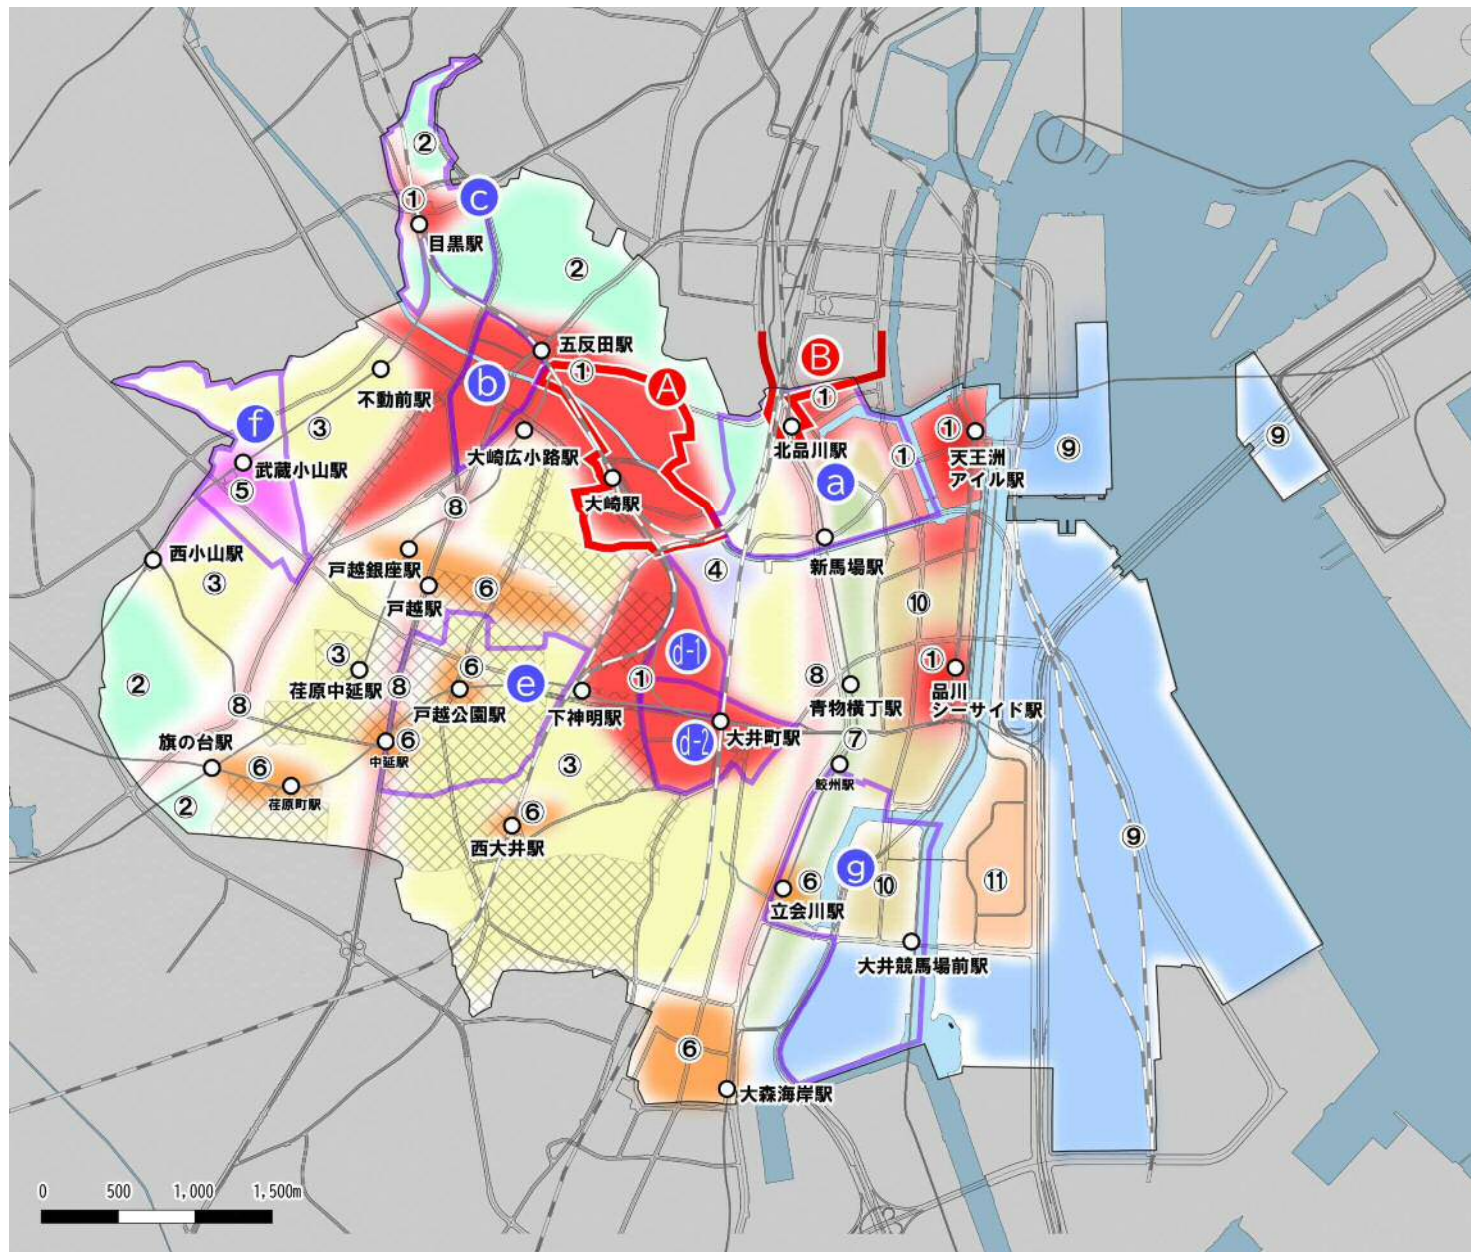 ②
①
c
目黒駅
②
五反田駅
①
A
B
①
b
不動前駅
f
③
武蔵小山駅
⑤
大崎広小路駅
大崎駅
北品川駅
①
①
天王洲
アイル駅
⑨
⑨
a
⑧
西小山駅
③
戸越銀座駅
戸越駅
⑥
④
新馬場駅
⑩
②
③
荏原中延駅
⑧
⑧
⑥
戸越公園駅
e
下神明駅
①
d-1
d-2
大井町駅
⑧
青物横丁駅
①
品川
シーサイド駅
旗の台駅
⑥
中延駅
⑥
②
荏原町駅
③
⑦
鮫州駅
⑥
西大井駅
⑨
g
⑥
⑩
⑪
立会川駅
大井競馬場前駅
⑥
大森海岸駅
0 500 1,000 1,500m